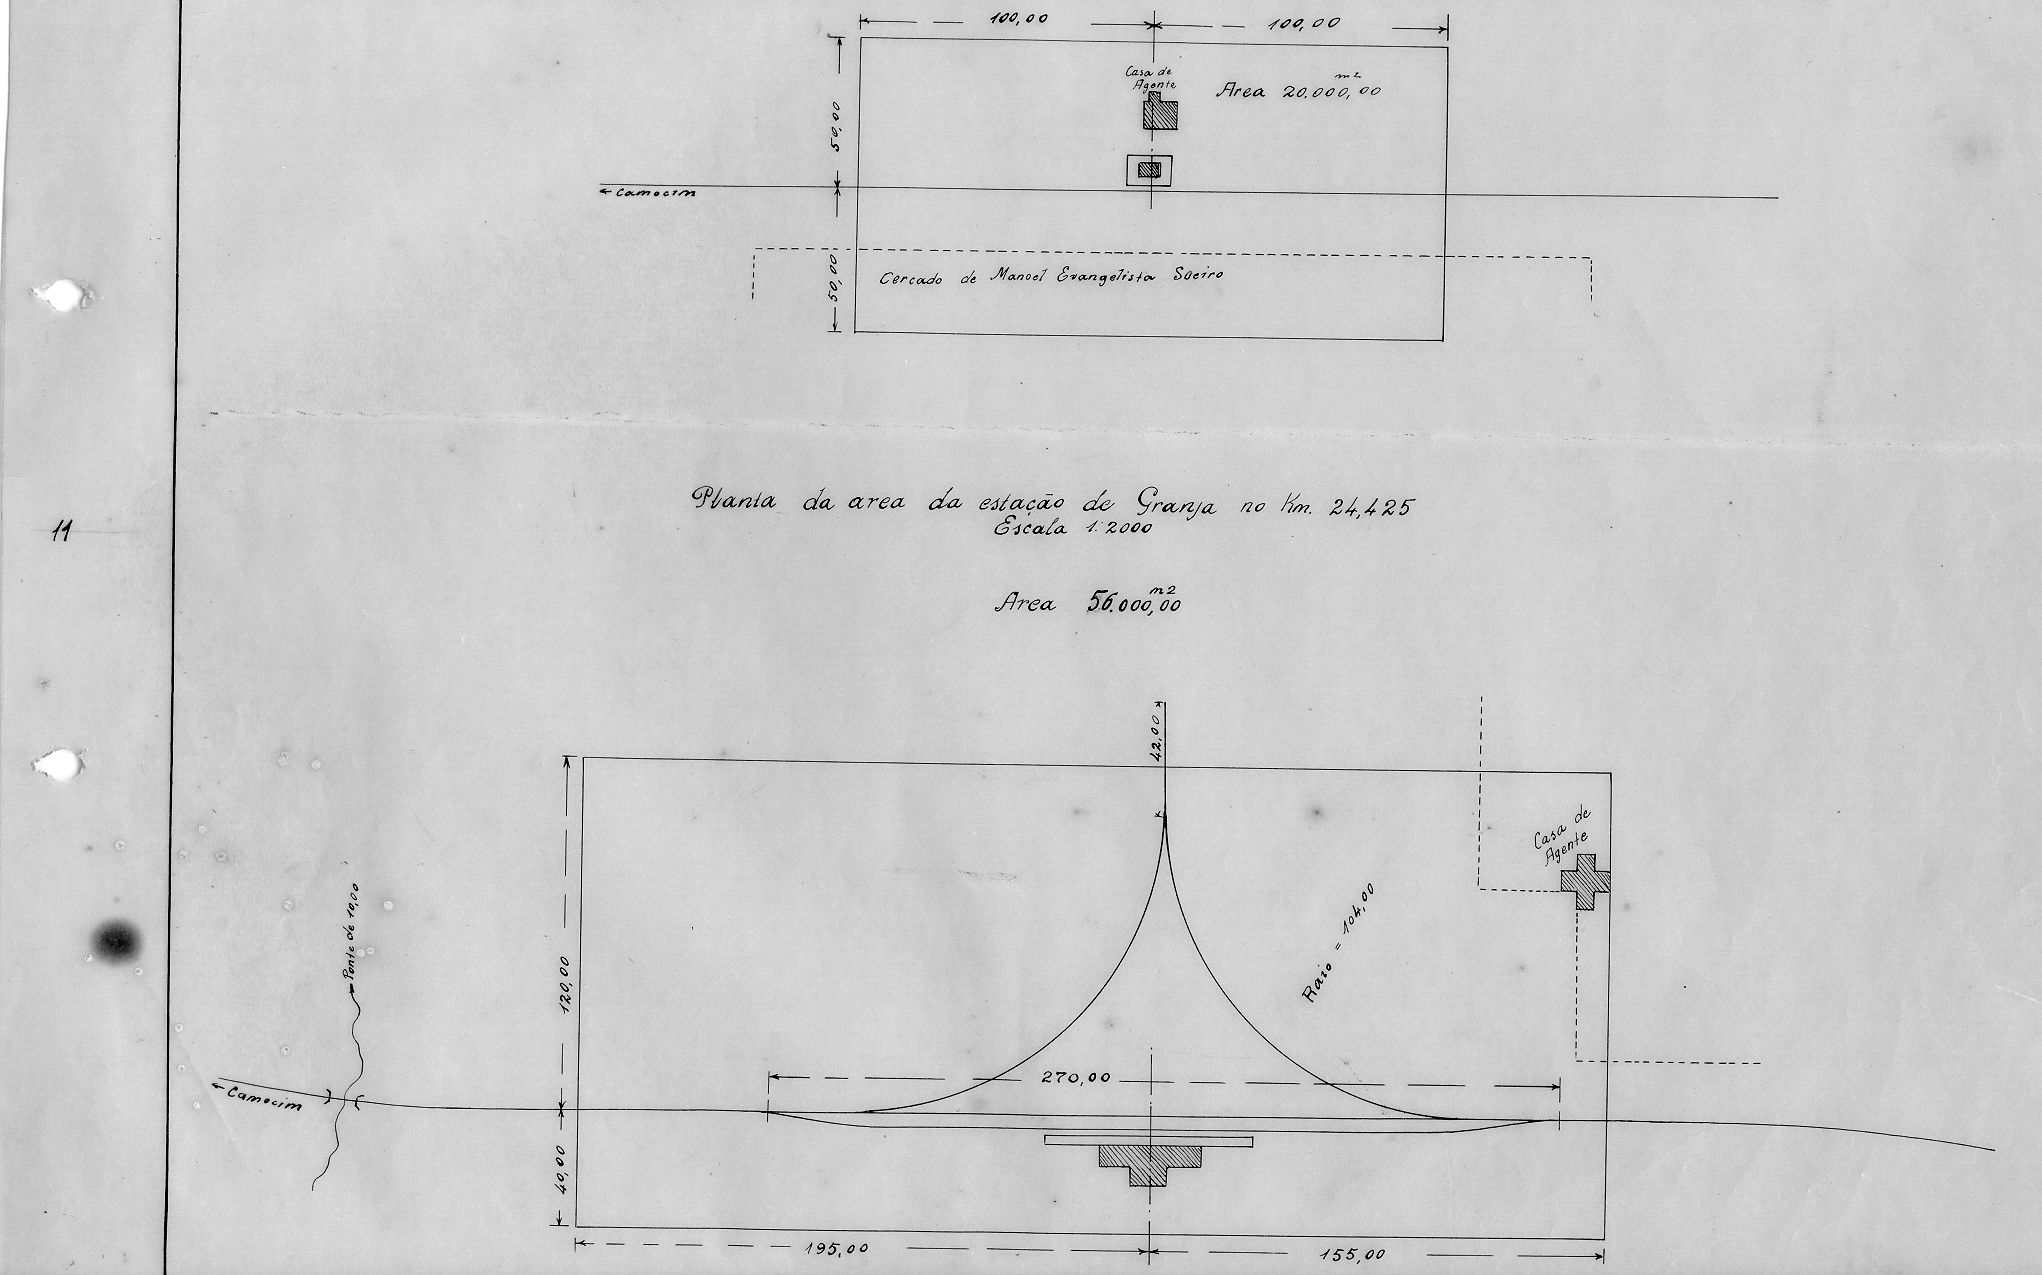 100,00
100,00
Casa de
Agente
Area 20.000,00 m2
50,00
← Camocim
50,00
Cercado de Manoel Evangelista Soeiro
11
Planta da area da estação de Granja no Km. 24,425
Escala 1:2000
Area 56.000,00 m2
42,00
Casa de
Agente
Raio = 104,00
Ponte de 10,00
120,00
270,00
← Camocim
40,00
195,00
155,00